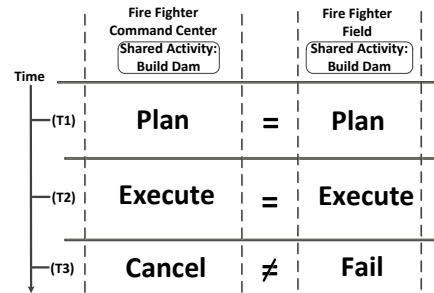 Fire Fighter
Command Center
Shared Activity:
Build Dam
Fire Fighter
Field
Shared Activity:
Build Dam
Time
(T1) Plan = Plan
(T2) Execute = Execute
(T3) Cancel ≠ Fail